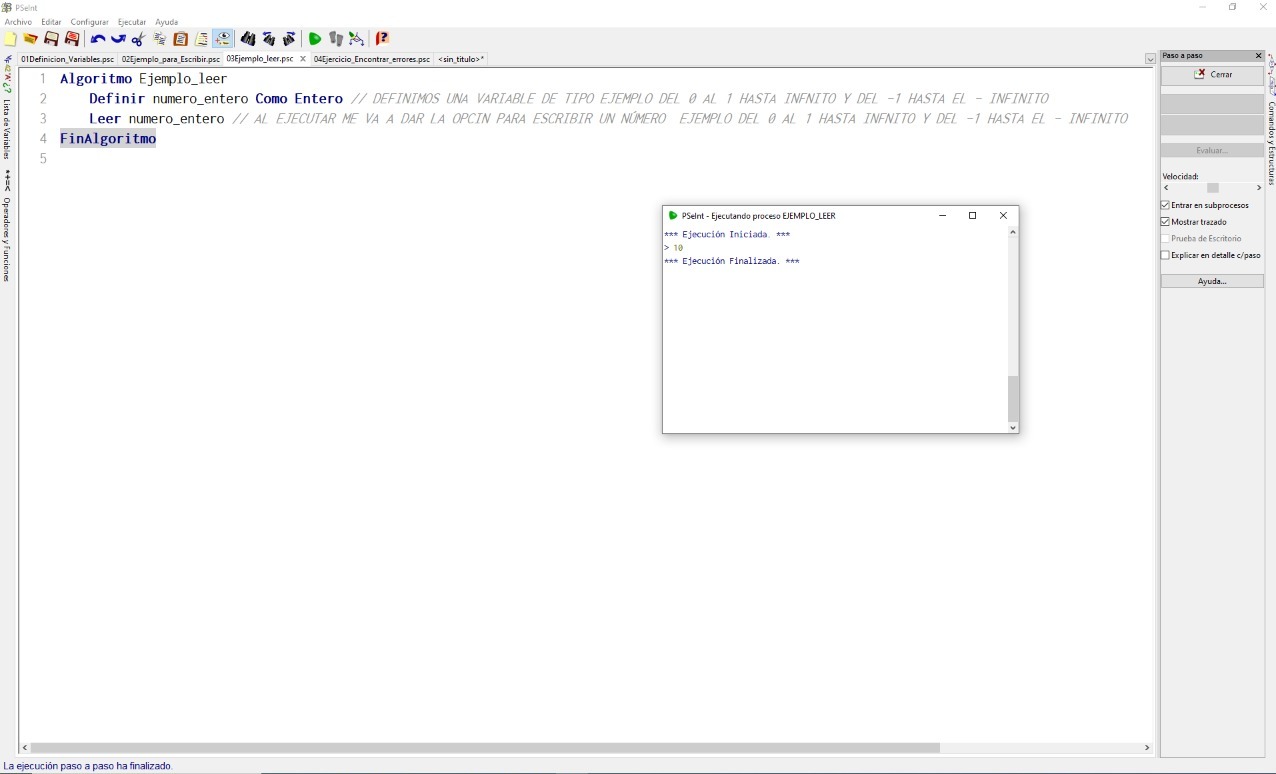 PSeInt
Archivo Editar Configurar Ejecutar Ayuda
01Definicion_Variables.psc 02Ejemplo_para_Escribir.psc 03Ejemplo_leer.psc 04Ejercicio_Encontrar_errores.psc <sin_titulo>*
1 Algoritmo Ejemplo_leer
2 Definir numero_entero Como Entero // DEFINIMOS UNA VARIABLE DE TIPO EJEMPLO DEL 0 AL 1 HASTA INFNITO Y DEL -1 HASTA EL - INFINITO
3 Leer numero_entero // AL EJECUTAR ME VA A DAR LA OPCIN PARA ESCRIBIR UN NÚMERO EJEMPLO DEL 0 AL 1 HASTA INFNITO Y DEL -1 HASTA EL - INFINITO
4 FinAlgoritmo
5
Lista de Variables
*+=< Operadores y Funciones
PSeInt - Ejecutando proceso EJEMPLO_LEER
*** Ejecución Iniciada. ***
> 10
*** Ejecución Finalizada. ***
Paso a paso
Cerrar
Evaluar...
Velocidad:
Entrar en subprocesos
Mostrar trazado
Prueba de Escritorio
Explicar en detalle c/paso
Ayuda...
Comandos y Estructuras
La ejecución paso a paso ha finalizado.